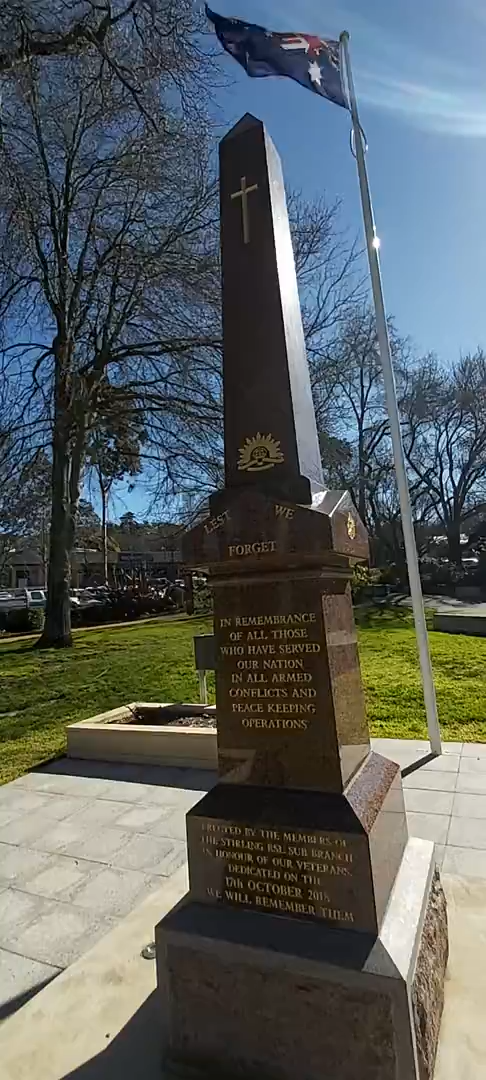 LEST WE
FORGET
IN REMEMBRANCE
OF ALL THOSE
WHO HAVE SERVED
OUR NATION
IN ALL ARMED
CONFLICTS AND
PEACE KEEPING
OPERATIONS
ERECTED BY THE MEMBERS OF
THE STIRLING RSL SUB BRANCH
IN HONOUR OF OUR VETERANS.
DEDICATED ON THE
17th OCTOBER 2018
WE WILL REMEMBER THEM